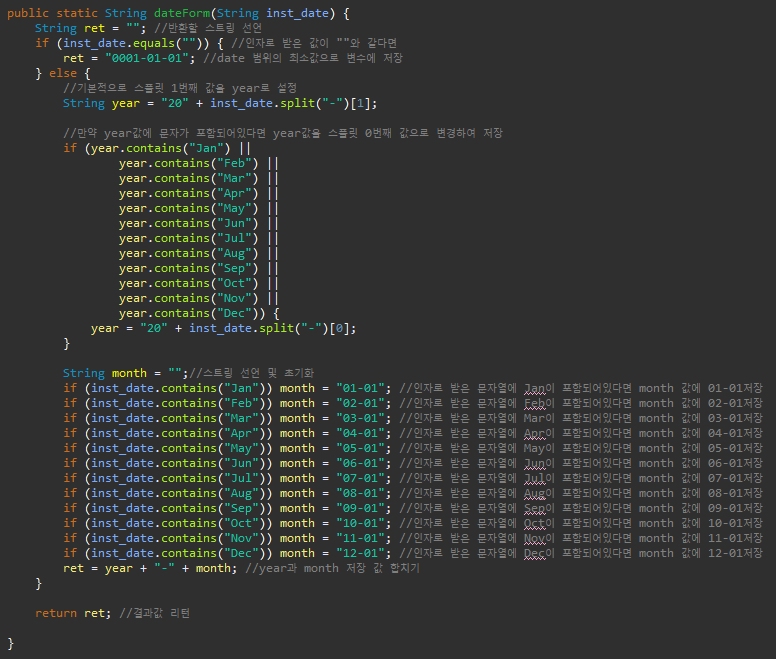 public static String dateForm(String inst_date) {
    String ret = ""; //반환할 스트링 선언
    if (inst_date.equals("")) { //인자로 받은 값이 ""와 같다면
        ret = "0001-01-01"; //date 범위의 최소값으로 변수에 저장
    } else {
        //기본적으로 스플릿 1번째 값을 year로 설정
        String year = "20" + inst_date.split("-")[1];

        //만약 year값에 문자가 포함되어있다면 year값을 스플릿 0번째 값으로 변경하여 저장
        if (year.contains("Jan") ||
                year.contains("Feb") ||
                year.contains("Mar") ||
                year.contains("Apr") ||
                year.contains("May") ||
                year.contains("Jun") ||
                year.contains("Jul") ||
                year.contains("Aug") ||
                year.contains("Sep") ||
                year.contains("Oct") ||
                year.contains("Nov") ||
                year.contains("Dec")) {
            year = "20" + inst_date.split("-")[0];
        }

        String month = "";//스트링 선언 및 초기화
        if (inst_date.contains("Jan")) month = "01-01"; //인자로 받은 문자열에 Jan이 포함되어있다면 month 값에 01-01저장
        if (inst_date.contains("Feb")) month = "02-01"; //인자로 받은 문자열에 Feb이 포함되어있다면 month 값에 02-01저장
        if (inst_date.contains("Mar")) month = "03-01"; //인자로 받은 문자열에 Mar이 포함되어있다면 month 값에 03-01저장
        if (inst_date.contains("Apr")) month = "04-01"; //인자로 받은 문자열에 Apr이 포함되어있다면 month 값에 04-01저장
        if (inst_date.contains("May")) month = "05-01"; //인자로 받은 문자열에 May이 포함되어있다면 month 값에 05-01저장
        if (inst_date.contains("Jun")) month = "06-01"; //인자로 받은 문자열에 Jun이 포함되어있다면 month 값에 06-01저장
        if (inst_date.contains("Jul")) month = "07-01"; //인자로 받은 문자열에 Jul이 포함되어있다면 month 값에 07-01저장
        if (inst_date.contains("Aug")) month = "08-01"; //인자로 받은 문자열에 Aug이 포함되어있다면 month 값에 08-01저장
        if (inst_date.contains("Sep")) month = "09-01"; //인자로 받은 문자열에 Sep이 포함되어있다면 month 값에 09-01저장
        if (inst_date.contains("Oct")) month = "10-01"; //인자로 받은 문자열에 Oct이 포함되어있다면 month 값에 10-01저장
        if (inst_date.contains("Nov")) month = "11-01"; //인자로 받은 문자열에 Nov이 포함되어있다면 month 값에 11-01저장
        if (inst_date.contains("Dec")) month = "12-01"; //인자로 받은 문자열에 Dec이 포함되어있다면 month 값에 12-01저장
        ret = year + "-" + month; //year과 month 저장 값 합치기
    }

    return ret; //결과값 리턴

}